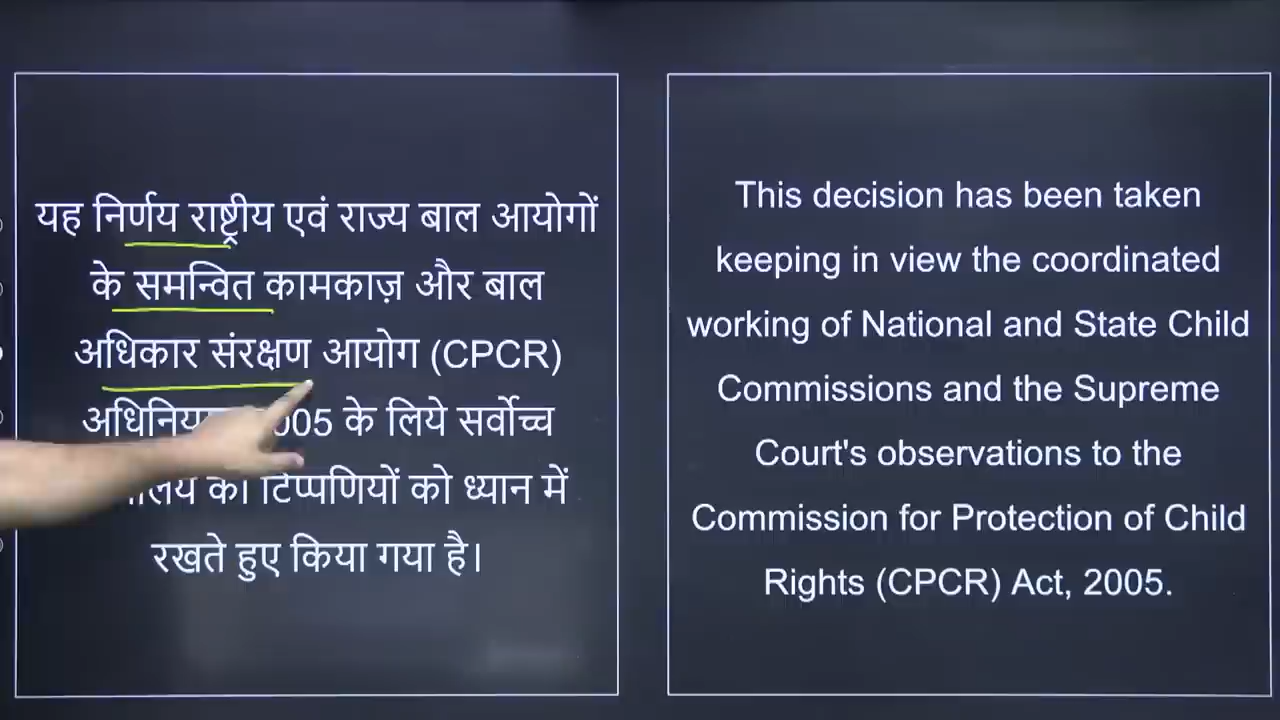 यह निर्णय राष्ट्रीय एवं राज्य बाल आयोगों
के समन्वित कामकाज़ और बाल
अधिकार संरक्षण आयोग (CPCR)
के लिये सर्वोच्च
टिप्पणियों को ध्यान में
रखते हुए किया गया है।
This decision has been taken
keeping in view the coordinated
working of National and State Child
Commissions and the Supreme
Court's observations to the
Commission for Protection of Child
Rights (CPCR) Act, 2005.